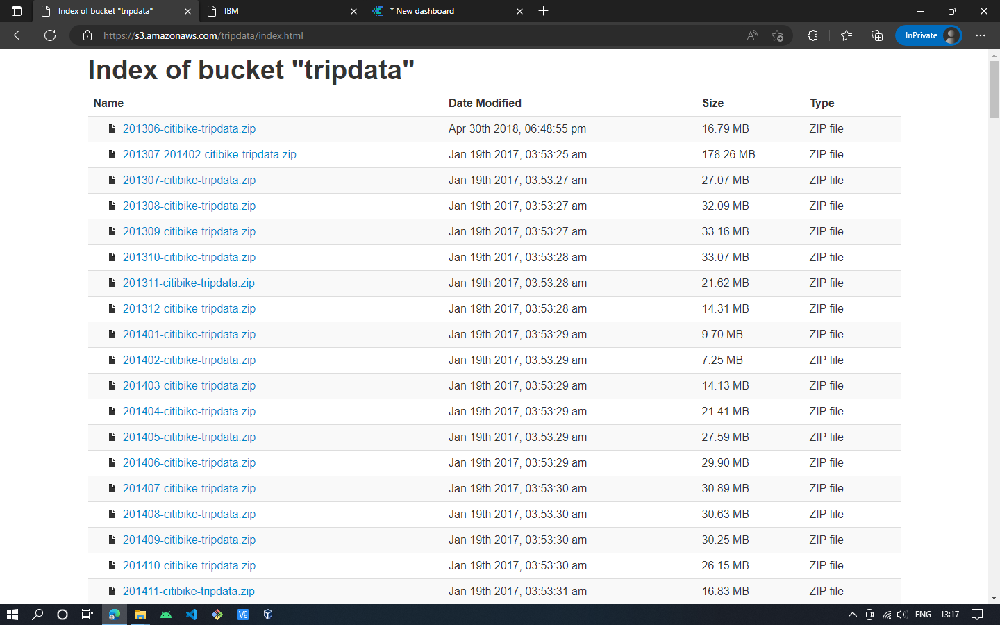 Index of bucket "tripdata"
IBM
* New dashboard
https://s3.amazonaws.com/tripdata/index.html
InPrivate
Index of bucket "tripdata"
Name Date Modified Size Type
201306-citibike-tripdata.zip Apr 30th 2018, 06:48:55 pm 16.79 MB ZIP file
201307-201402-citibike-tripdata.zip Jan 19th 2017, 03:53:25 am 178.26 MB ZIP file
201307-citibike-tripdata.zip Jan 19th 2017, 03:53:27 am 27.07 MB ZIP file
201308-citibike-tripdata.zip Jan 19th 2017, 03:53:27 am 32.09 MB ZIP file
201309-citibike-tripdata.zip Jan 19th 2017, 03:53:27 am 33.16 MB ZIP file
201310-citibike-tripdata.zip Jan 19th 2017, 03:53:28 am 33.07 MB ZIP file
201311-citibike-tripdata.zip Jan 19th 2017, 03:53:28 am 21.62 MB ZIP file
201312-citibike-tripdata.zip Jan 19th 2017, 03:53:28 am 14.31 MB ZIP file
201401-citibike-tripdata.zip Jan 19th 2017, 03:53:29 am 9.70 MB ZIP file
201402-citibike-tripdata.zip Jan 19th 2017, 03:53:29 am 7.25 MB ZIP file
201403-citibike-tripdata.zip Jan 19th 2017, 03:53:29 am 14.13 MB ZIP file
201404-citibike-tripdata.zip Jan 19th 2017, 03:53:29 am 21.41 MB ZIP file
201405-citibike-tripdata.zip Jan 19th 2017, 03:53:29 am 27.59 MB ZIP file
201406-citibike-tripdata.zip Jan 19th 2017, 03:53:29 am 29.90 MB ZIP file
201407-citibike-tripdata.zip Jan 19th 2017, 03:53:30 am 30.89 MB ZIP file
201408-citibike-tripdata.zip Jan 19th 2017, 03:53:30 am 30.63 MB ZIP file
201409-citibike-tripdata.zip Jan 19th 2017, 03:53:30 am 30.25 MB ZIP file
201410-citibike-tripdata.zip Jan 19th 2017, 03:53:30 am 26.15 MB ZIP file
201411-citibike-tripdata.zip Jan 19th 2017, 03:53:31 am 16.83 MB ZIP file
ENG 13:17